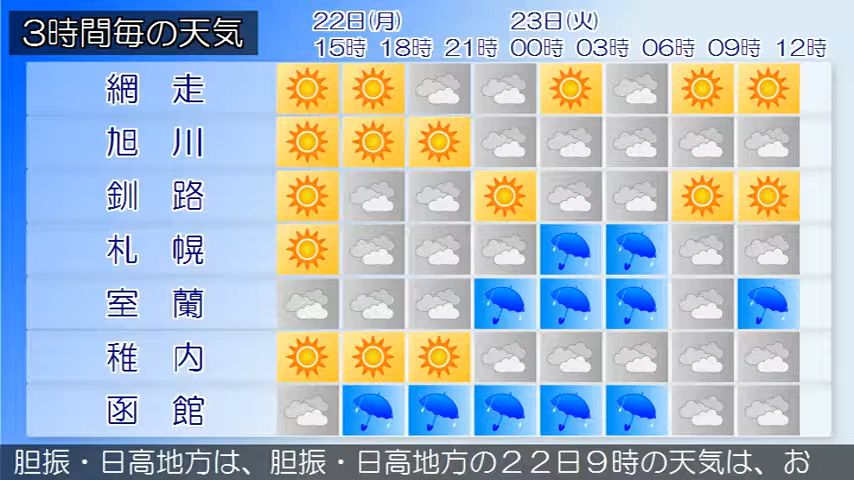 3時間毎の天気
22日(月) 23日(火)
15時 18時 21時 00時 03時 06時 09時 12時
網走
旭川
釧路
札幌
室蘭
稚内
函館
胆振・日高地方は、胆振・日高地方の２２日９時の天気は、お